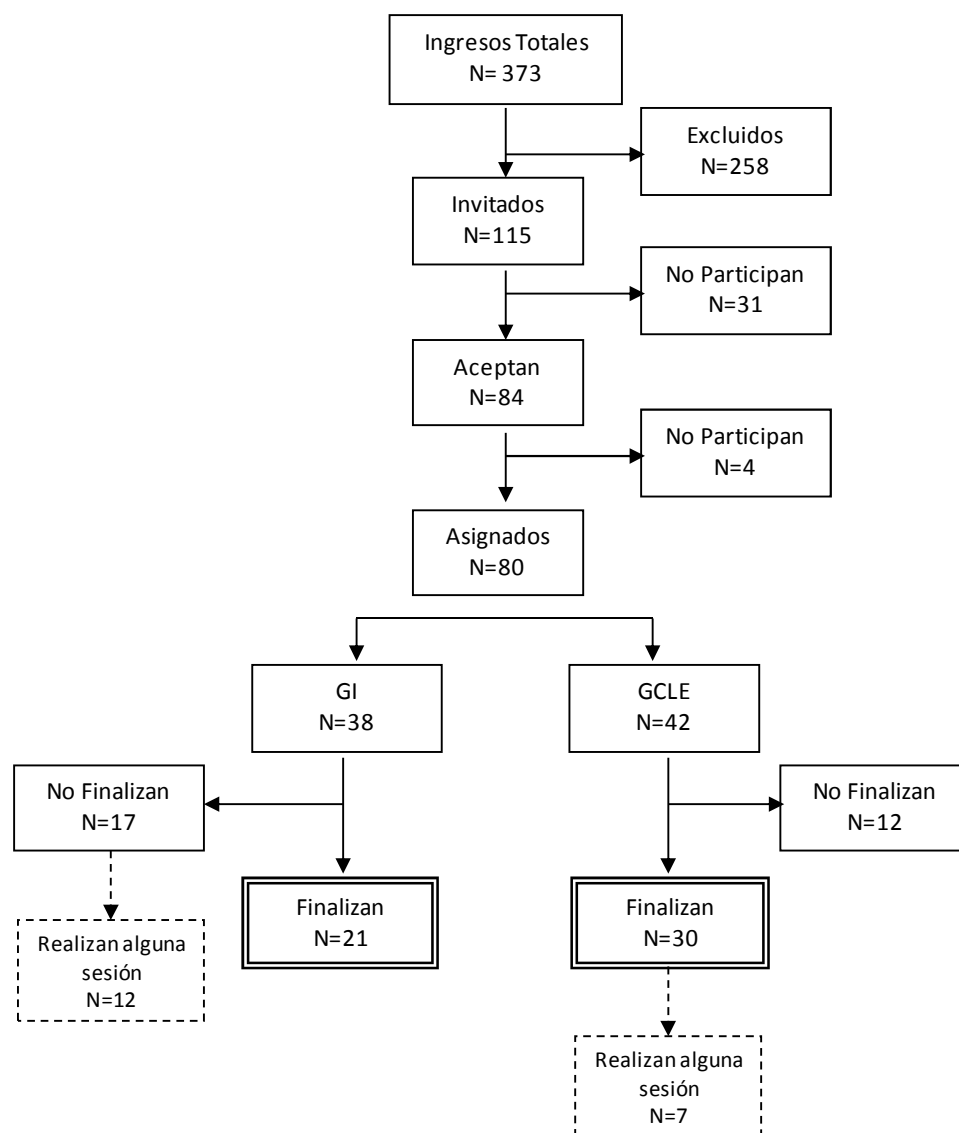 Ingresos Totales
N= 373
Excluidos
N=258
Invitados
N=115
No Participan
N=31
Aceptan
N=84
No Participan
N=4
Asignados
N=80
GI
N=38
GCLE
N=42
No Finalizan
N=17
No Finalizan
N=12
Finalizan
N=21
Finalizan
N=30
Realizan alguna
sesión
N=12
Realizan alguna
sesión
N=7